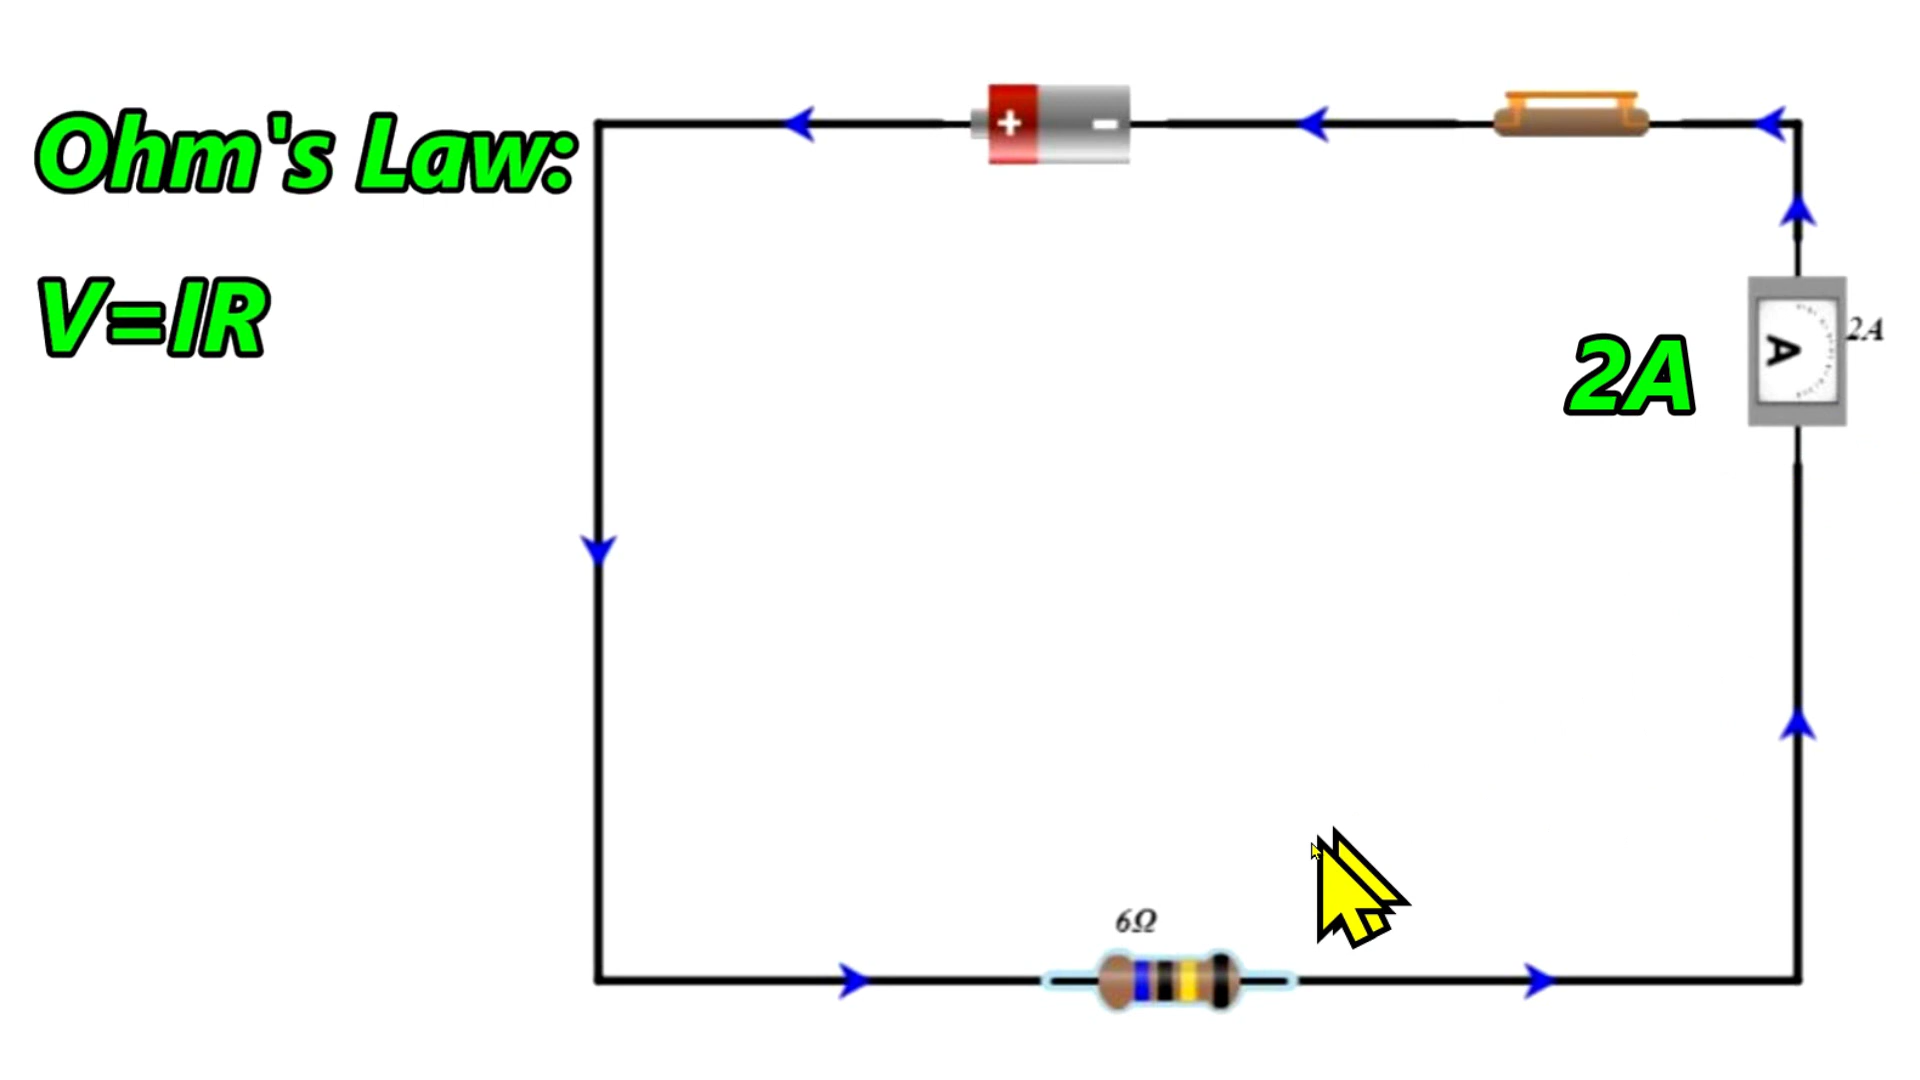 Ohm's Law:
V=IR
+ -
2A
A
2A
6Ω